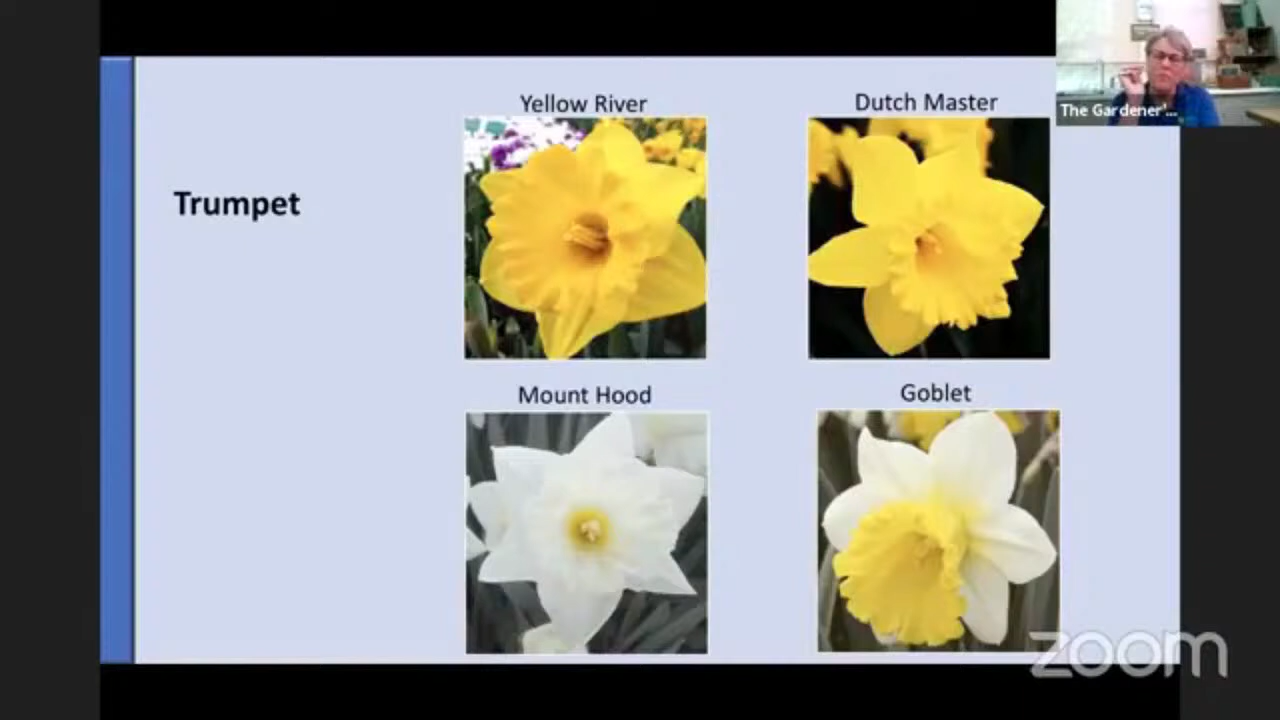 Yellow River
Dutch Master
The Gardener'...
Trumpet
Mount Hood
Goblet
zoom